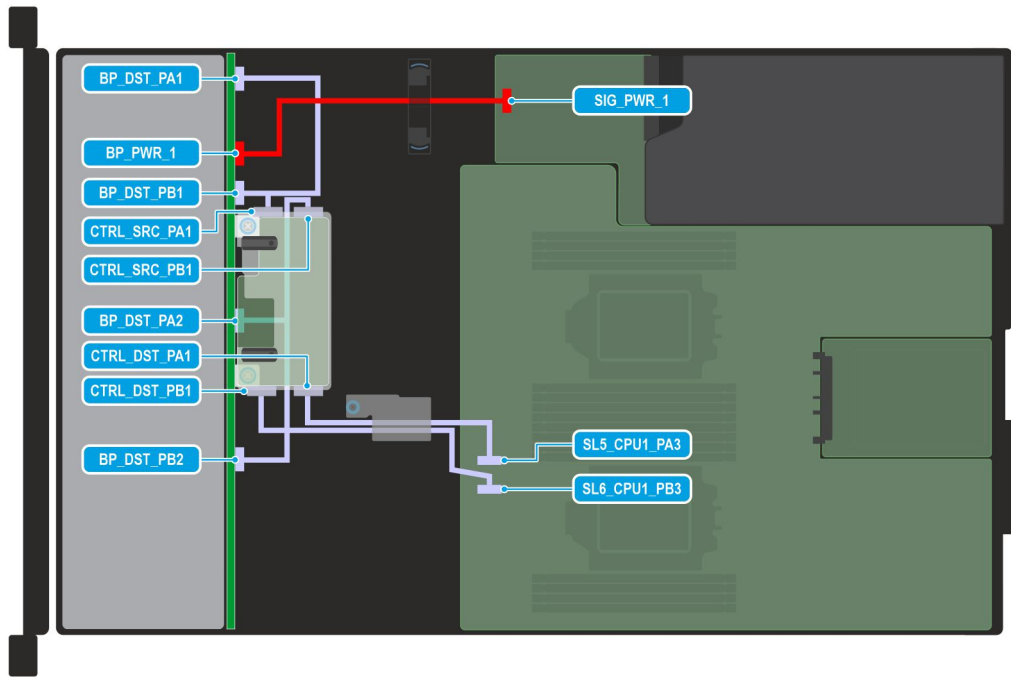 BP_DST_PA1
SIG_PWR_1
BP_PWR_1
BP_DST_PB1
CTRL_SRC_PA1
CTRL_SRC_PB1
BP_DST_PA2
CTRL_DST_PA1
CTRL_DST_PB1
SL5_CPU1_PA3
BP_DST_PB2
SL6_CPU1_PB3